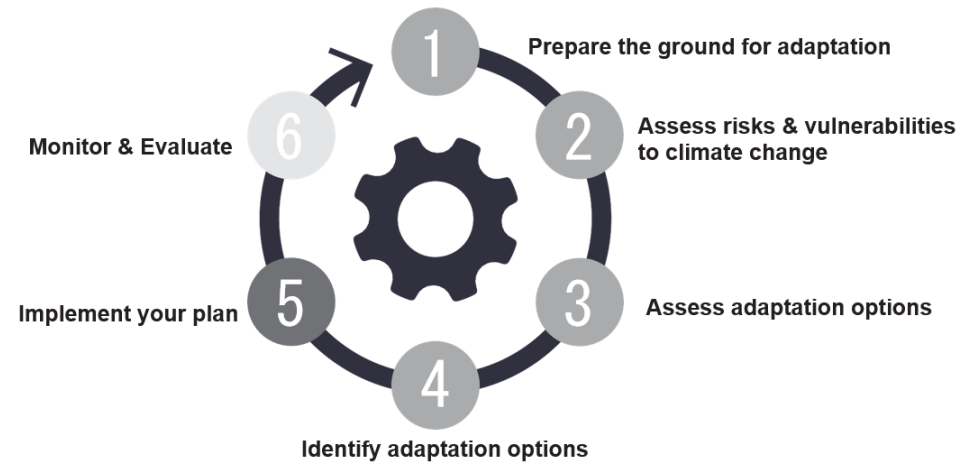 1
Prepare the ground for adaptation
2
Assess risks & vulnerabilities
to climate change
3
Assess adaptation options
4
Identify adaptation options
5
Implement your plan
6
Monitor & Evaluate